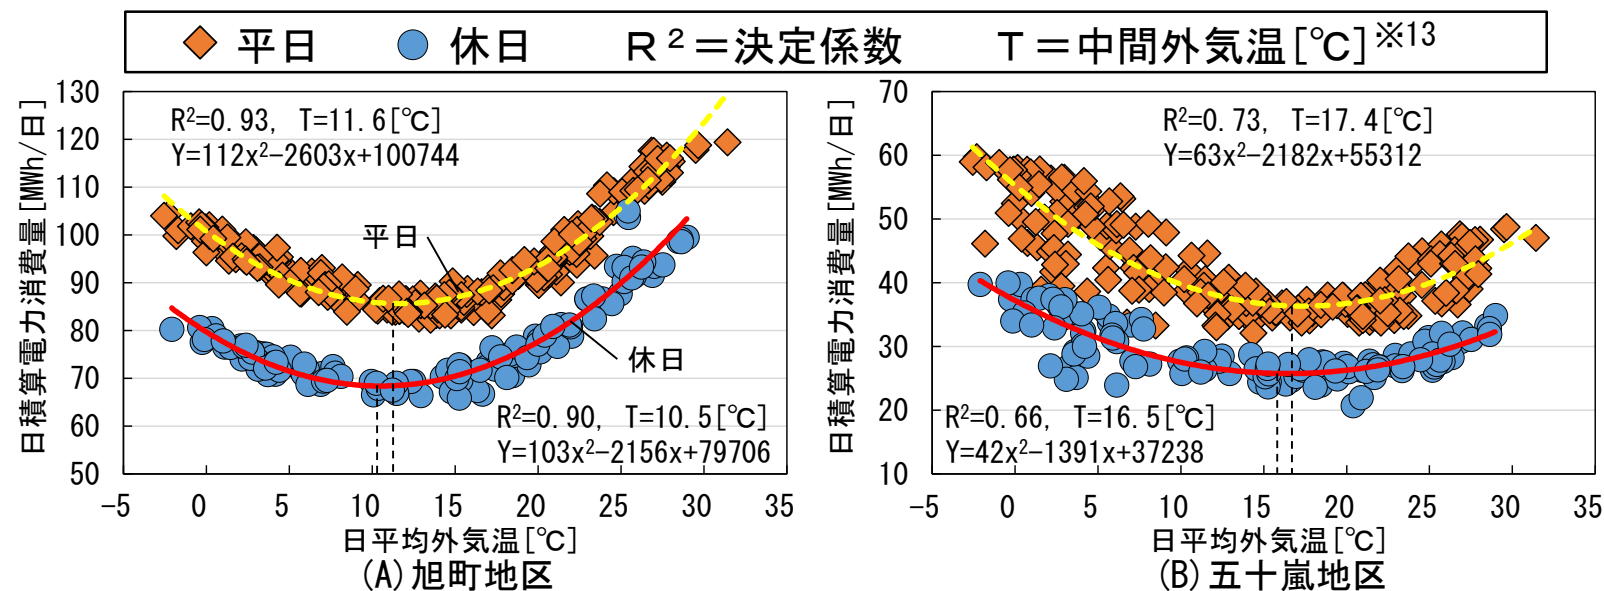 平日 休日 R²＝決定係数 T＝中間外気温[℃]※13
日積算電力消費量[MWh/日]
130
120
110
100
90
80
70
60
50
R²=0.93, T=11.6[℃]
Y=112x²−2603x+100744
平日
休日
R²=0.90, T=10.5[℃]
Y=103x²−2156x+79706
−5 0 5 10 15 20 25 30 35
日平均外気温[℃]
(A)旭町地区
日積算電力消費量[MWh/日]
70
60
50
40
30
20
10
R²=0.73, T=17.4[℃]
Y=63x²−2182x+55312
R²=0.66, T=16.5[℃]
Y=42x²−1391x+37238
−5 0 5 10 15 20 25 30 35
日平均外気温[℃]
(B)五十嵐地区